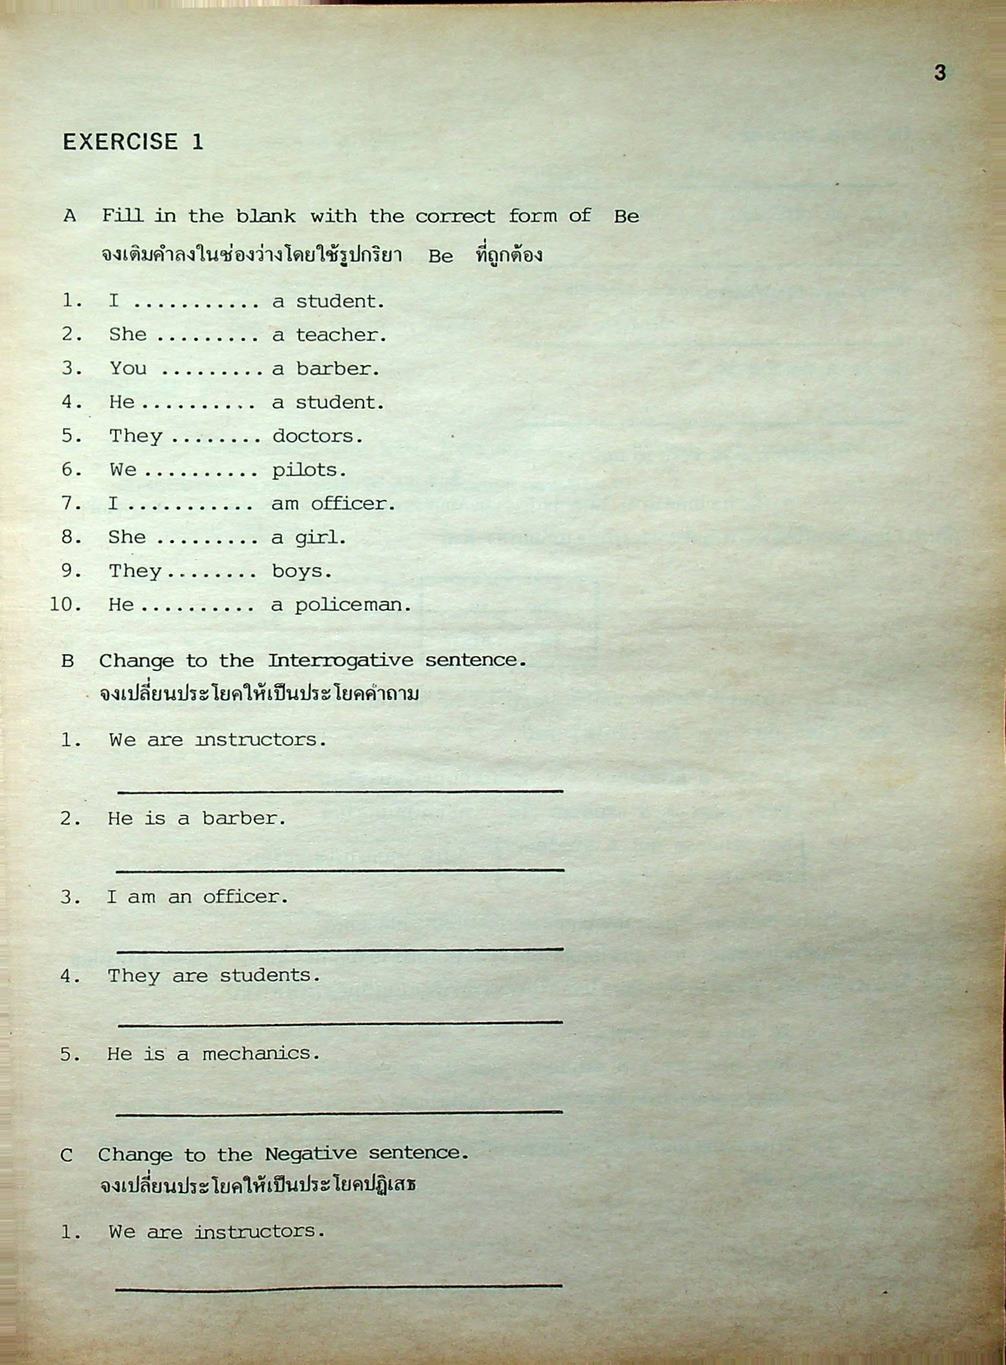 3
EXERCISE 1
A Fill in the blank with the correct form of Be
จงเติมคำลงในช่องว่างโดยใช้รูปกริยา Be ที่ถูกต้อง
1. I ........... a student.
2. She ......... a teacher.
3. You ......... a barber.
4. He .......... a student.
5. They ........ doctors.
6. We .......... pilots.
7. I ........... am officer.
8. She ......... a girl.
9. They ........ boys.
10. He .......... a policeman.
B Change to the Interrogative sentence.
จงเปลี่ยนประโยคให้เป็นประโยคคำถาม
1. We are instructors.
2. He is a barber.
3. I am an officer.
4. They are students.
5. He is a mechanics.
C Change to the Negative sentence.
จงเปลี่ยนประโยคให้เป็นประโยคปฏิเสธ
1. We are instructors.